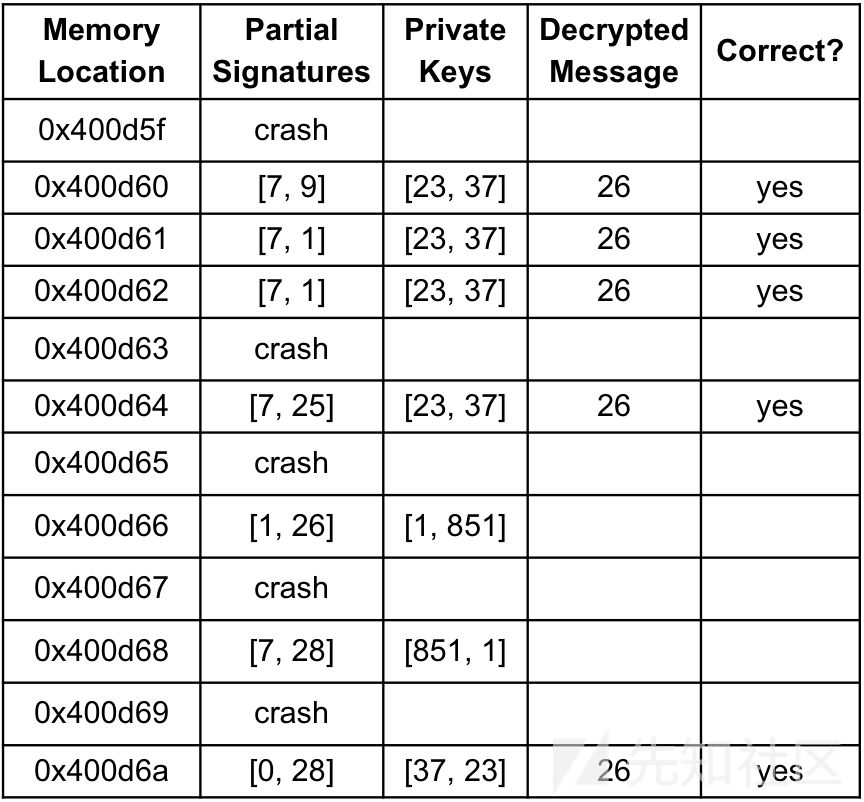 Memory Location Partial Signatures Private Keys Decrypted Message Correct?
0x400d5f crash
0x400d60 [7, 9] [23, 37] 26 yes
0x400d61 [7, 1] [23, 37] 26 yes
0x400d62 [7, 1] [23, 37] 26 yes
0x400d63 crash
0x400d64 [7, 25] [23, 37] 26 yes
0x400d65 crash
0x400d66 [1, 26] [1, 851]
0x400d67 crash
0x400d68 [7, 28] [851, 1]
0x400d69 crash
0x400d6a [0, 28] [37, 23] 26 yes
先知社区